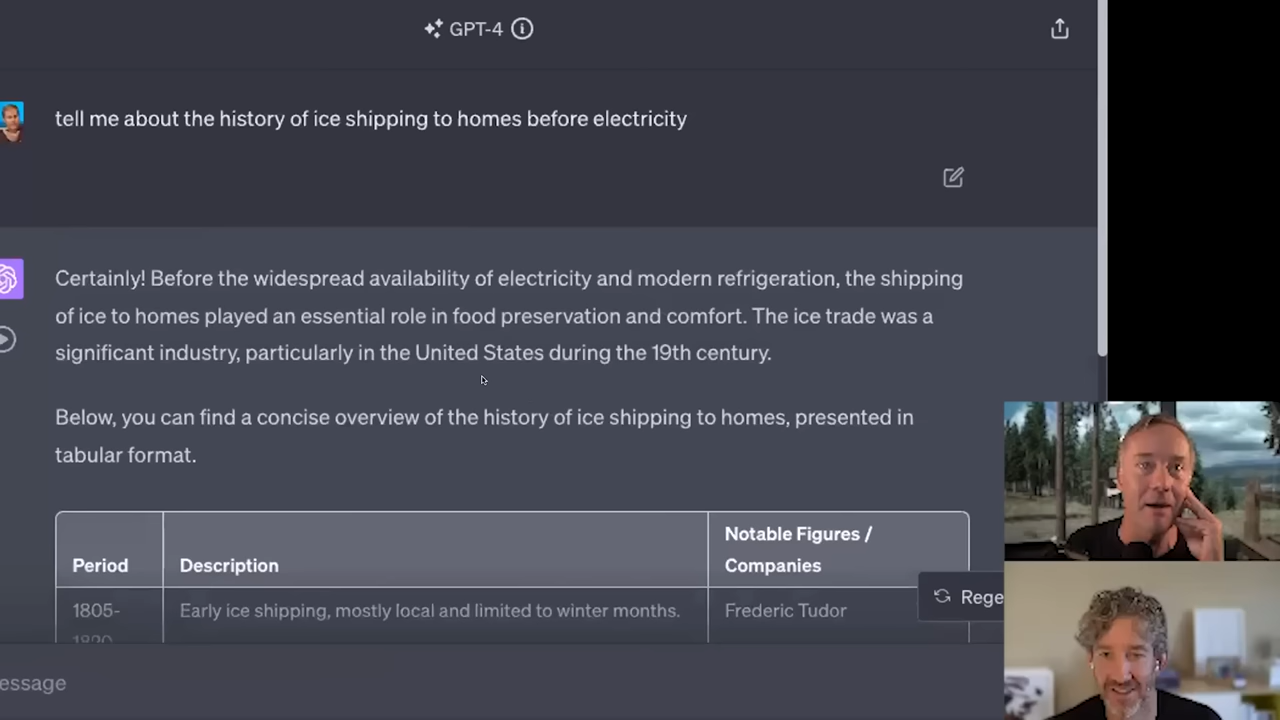 GPT-4
tell me about the history of ice shipping to homes before electricity
Certainly! Before the widespread availability of electricity and modern refrigeration, the shipping
of ice to homes played an essential role in food preservation and comfort. The ice trade was a
significant industry, particularly in the United States during the 19th century.
Below, you can find a concise overview of the history of ice shipping to homes, presented in
tabular format.
Notable Figures /
Period Description Companies
1805- Early ice shipping, mostly local and limited to winter months. Frederic Tudor
1820
Rege
essage